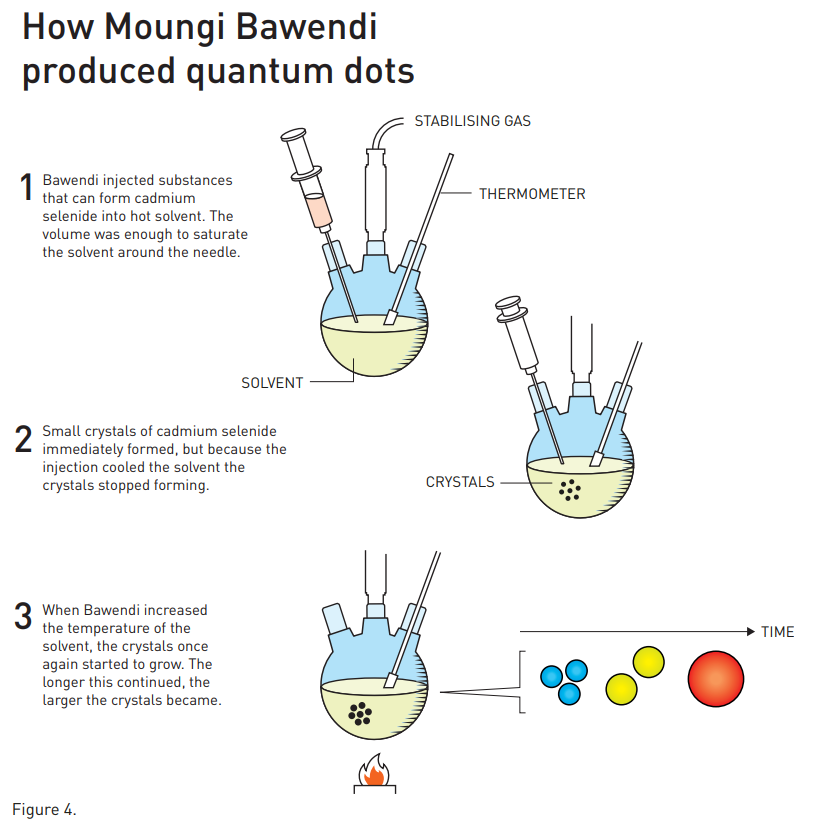 How Moungi Bawendi
produced quantum dots
STABILISING GAS
THERMOMETER
1
Bawendi injected substances
that can form cadmium
selenide into hot solvent. The
volume was enough to saturate
the solvent around the needle.
SOLVENT
2
Small crystals of cadmium selenide
immediately formed, but because the
injection cooled the solvent the
crystals stopped forming.
CRYSTALS
3
When Bawendi increased
the temperature of the
solvent, the crystals once
again started to grow. The
longer this continued, the
larger the crystals became.
TIME
Figure 4.